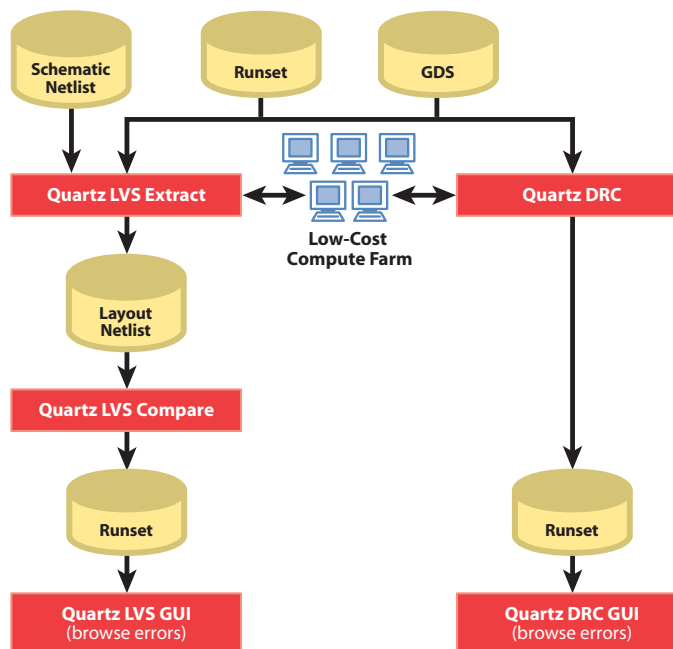 Schematic
Netlist
Runset
GDS
Quartz LVS Extract
Quartz DRC
Low-Cost
Compute Farm
Layout
Netlist
Quartz LVS Compare
Runset
Runset
Quartz LVS GUI
(browse errors)
Quartz DRC GUI
(browse errors)